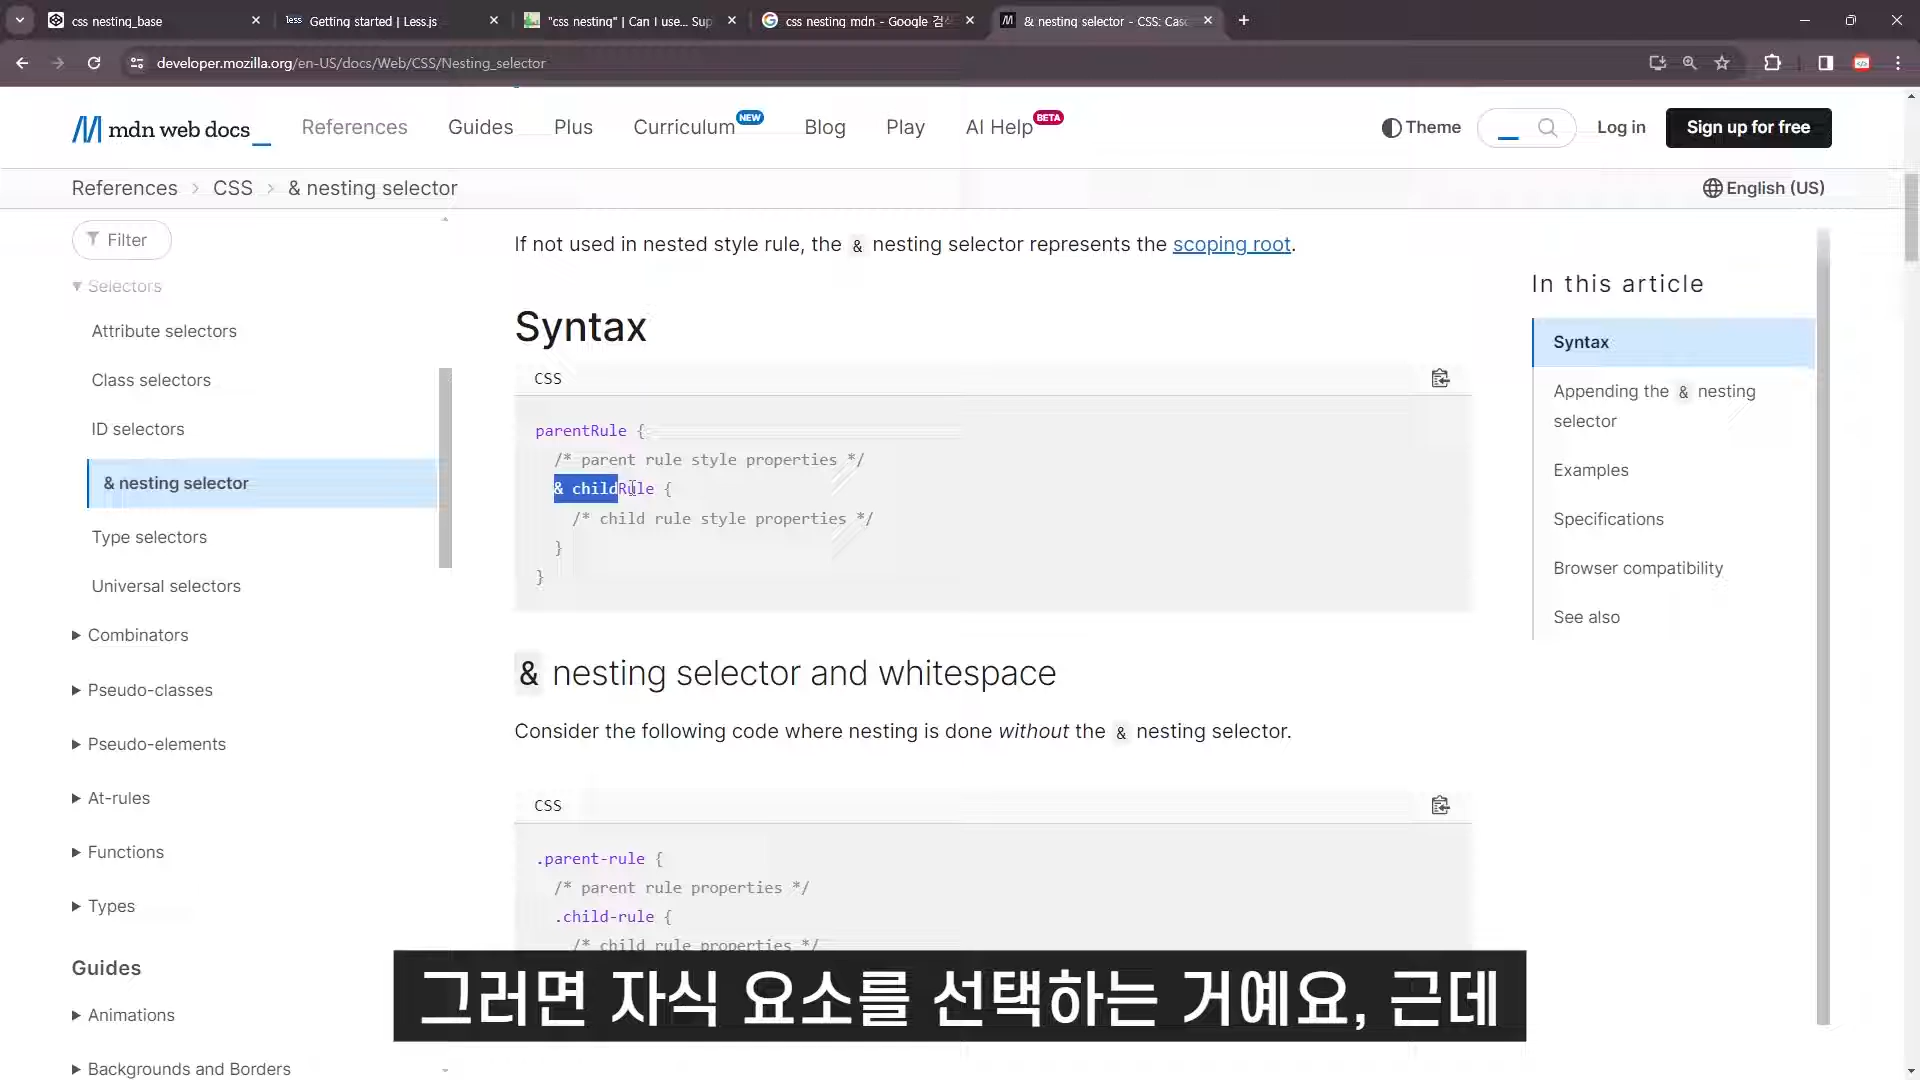 css nesting_base
less
Getting started | Less.js
"css nesting" | Can I use... Sup
css nesting mdn - Google 검색
& nesting selector - CSS: Casc
developer.mozilla.org/en-US/docs/Web/CSS/Nesting_selector
mdn web docs
References
Guides
Plus
Curriculum
NEW
Blog
Play
AI Help
BETA
Theme
Log in
Sign up for free
References > CSS > & nesting selector
English (US)
Filter
Selectors
Attribute selectors
Class selectors
ID selectors
& nesting selector
Type selectors
Universal selectors
Combinators
Pseudo-classes
Pseudo-elements
At-rules
Functions
Types
Guides
Animations
Backgrounds and Borders
If not used in nested style rule, the & nesting selector represents the scoping root.
Syntax
CSS
parentRule {
/* parent rule style properties */
& childRule {
/* child rule style properties */
}
}
& nesting selector and whitespace
Consider the following code where nesting is done without the & nesting selector.
CSS
.parent-rule {
/* parent rule properties */
.child-rule {
/* child rule properties */
In this article
Syntax
Appending the & nesting
selector
Examples
Specifications
Browser compatibility
See also
그러면 자식 요소를 선택하는 거예요, 근데